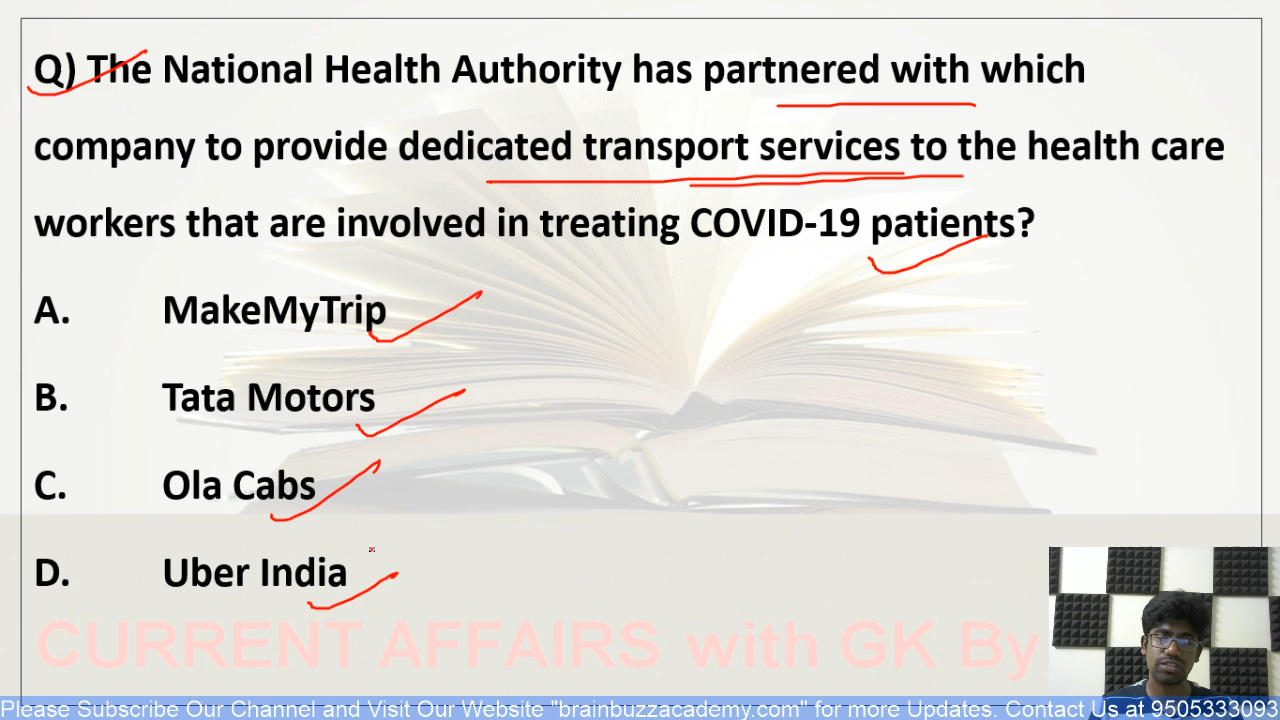 Q) The National Health Authority has partnered with which
company to provide dedicated transport services to the health care
workers that are involved in treating COVID-19 patients?
A. MakeMyTrip
B. Tata Motors
C. Ola Cabs
D. Uber India
CURRENT AFFAIRS with GK By
Please Subscribe Our Channel and Visit Our Website "brainbuzzacademy.com" for more Updates. Contact Us at 9505333093